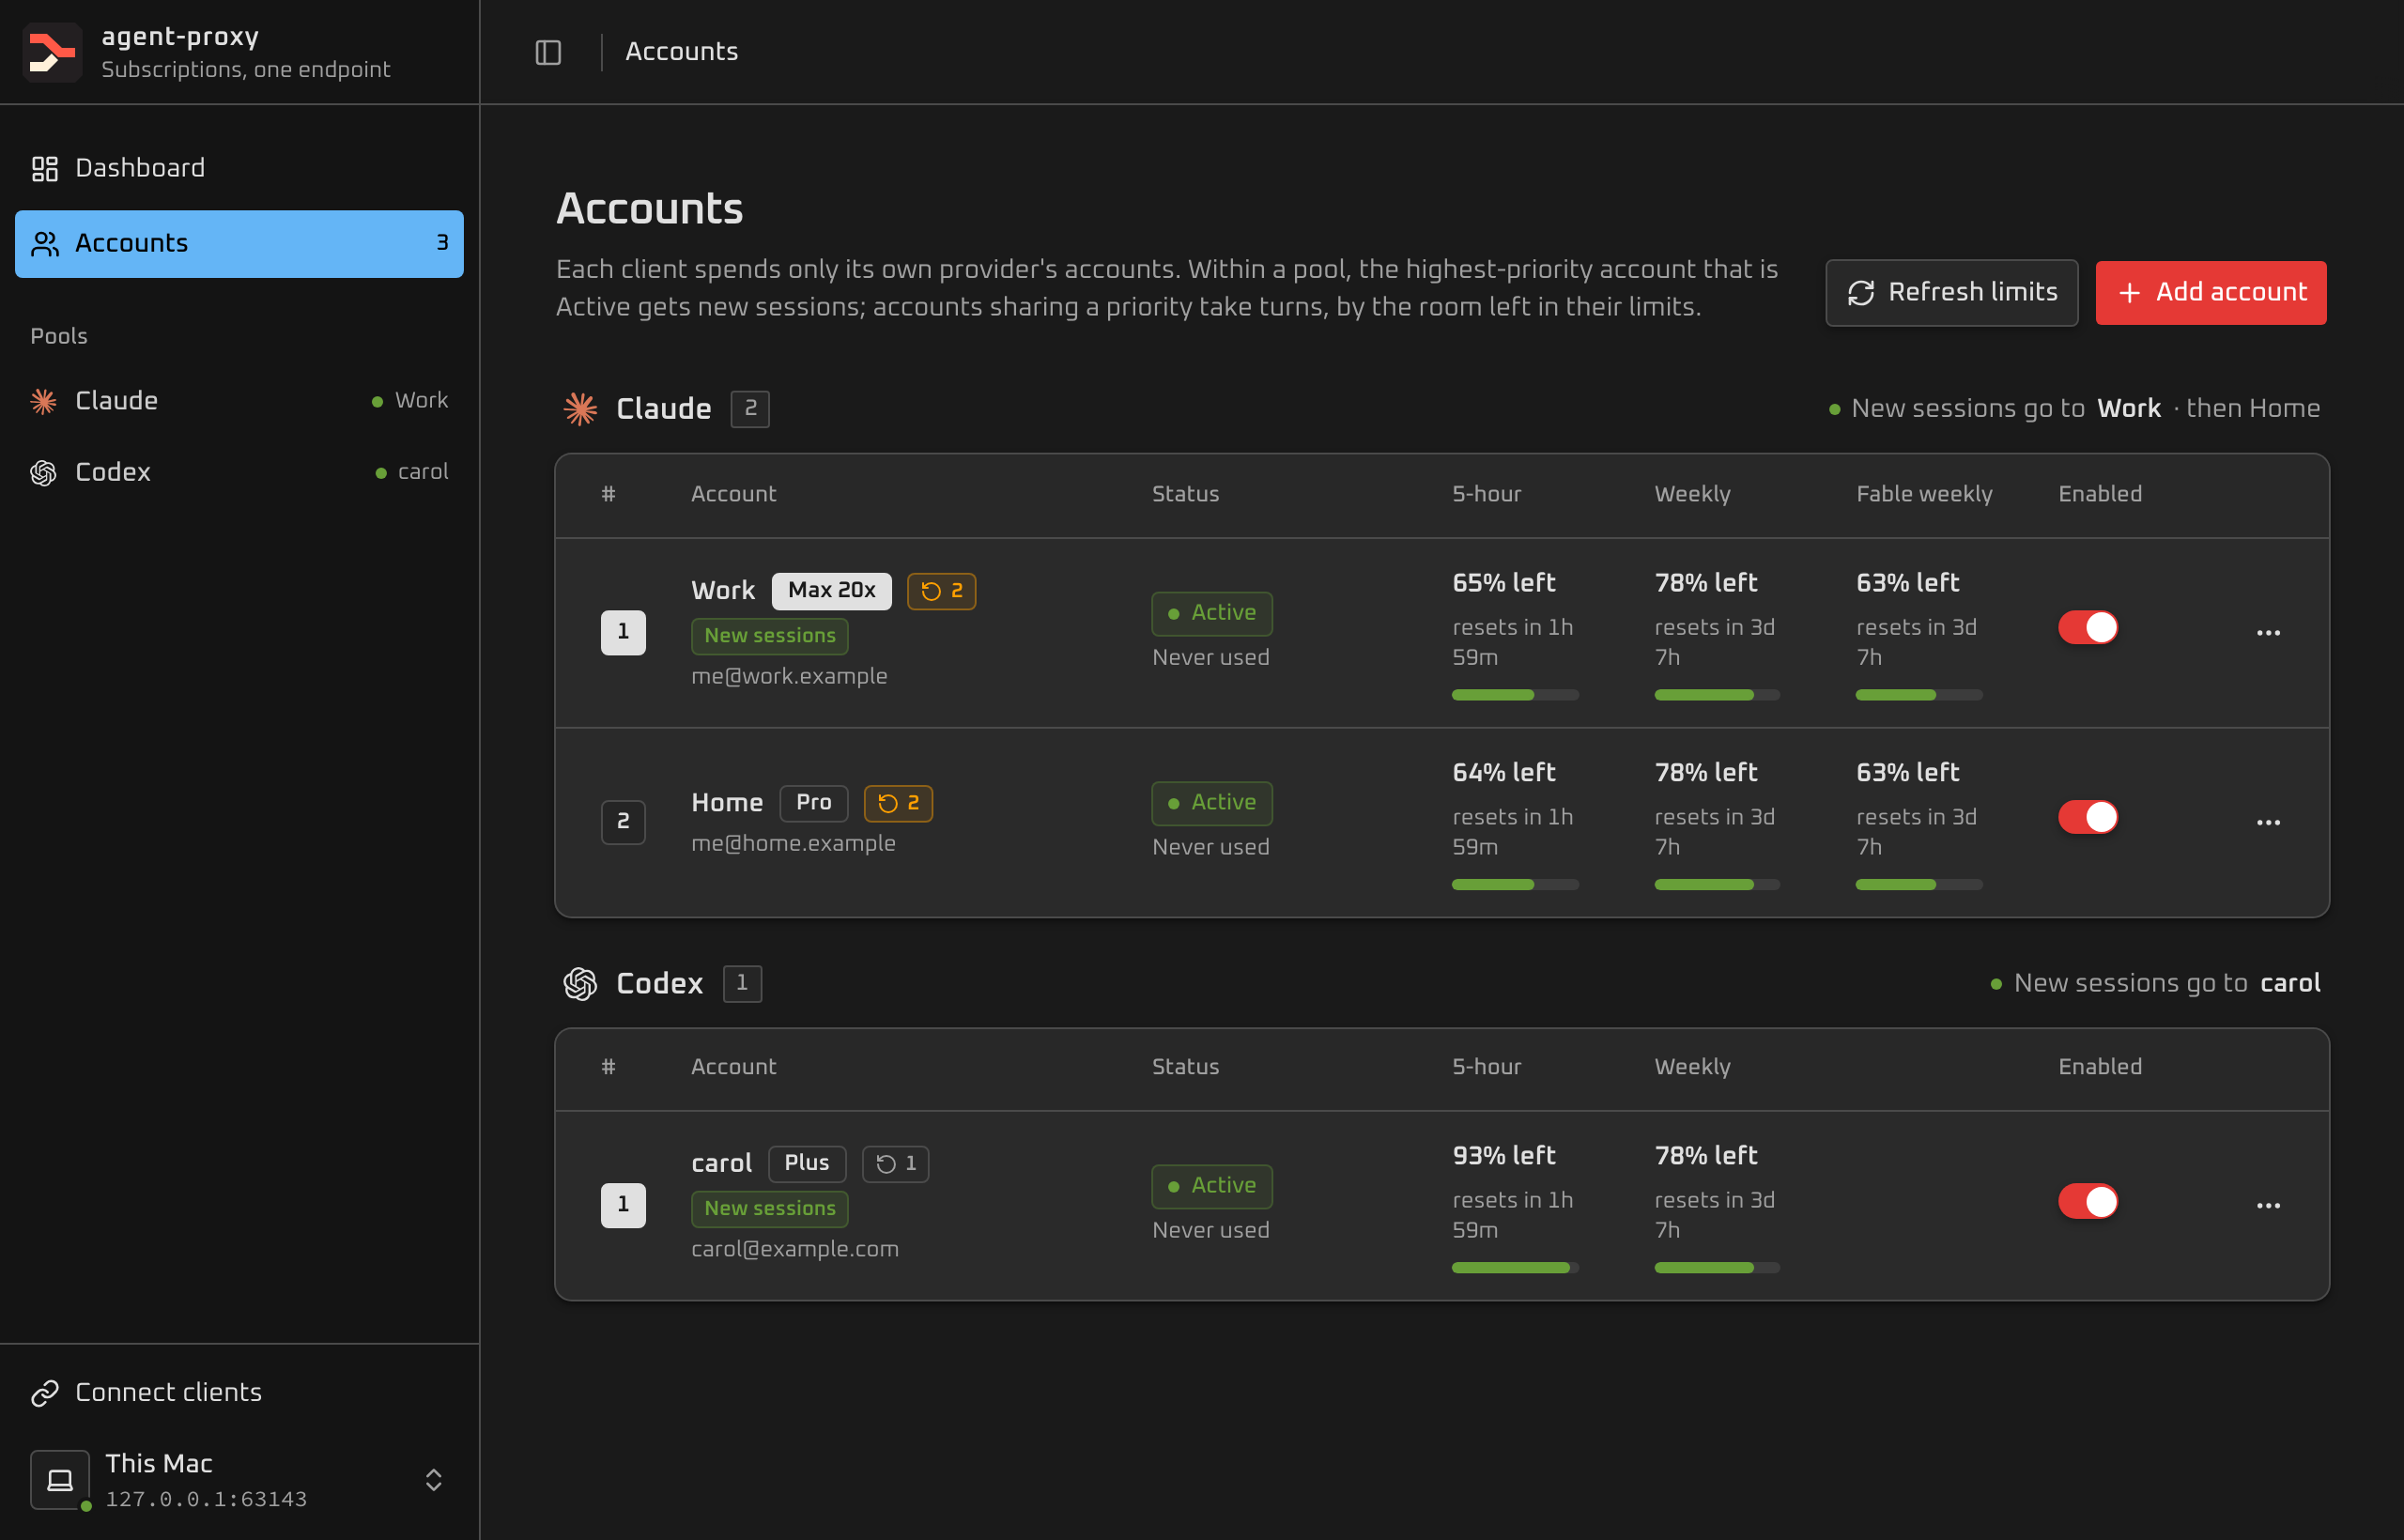 agent-proxy
Subscriptions, one endpoint
Dashboard
Accounts 3
Pools
Claude Work
Codex carol
Connect clients
This Mac
127.0.0.1:63143
Accounts
Accounts
Each client spends only its own provider's accounts. Within a pool, the highest-priority account that is
Active gets new sessions; accounts sharing a priority take turns, by the room left in their limits.
Refresh limits
+ Add account
Claude 2
New sessions go to Work · then Home
# Account Status 5-hour Weekly Fable weekly Enabled
1
Work Max 20x 2
New sessions
me@work.example
Active
Never used
65% left
resets in 1h
59m
78% left
resets in 3d
7h
63% left
resets in 3d
7h
2
Home Pro 2
me@home.example
Active
Never used
64% left
resets in 1h
59m
78% left
resets in 3d
7h
63% left
resets in 3d
7h
Codex 1
New sessions go to carol
# Account Status 5-hour Weekly Enabled
1
carol Plus 1
New sessions
carol@example.com
Active
Never used
93% left
resets in 1h
59m
78% left
resets in 3d
7h